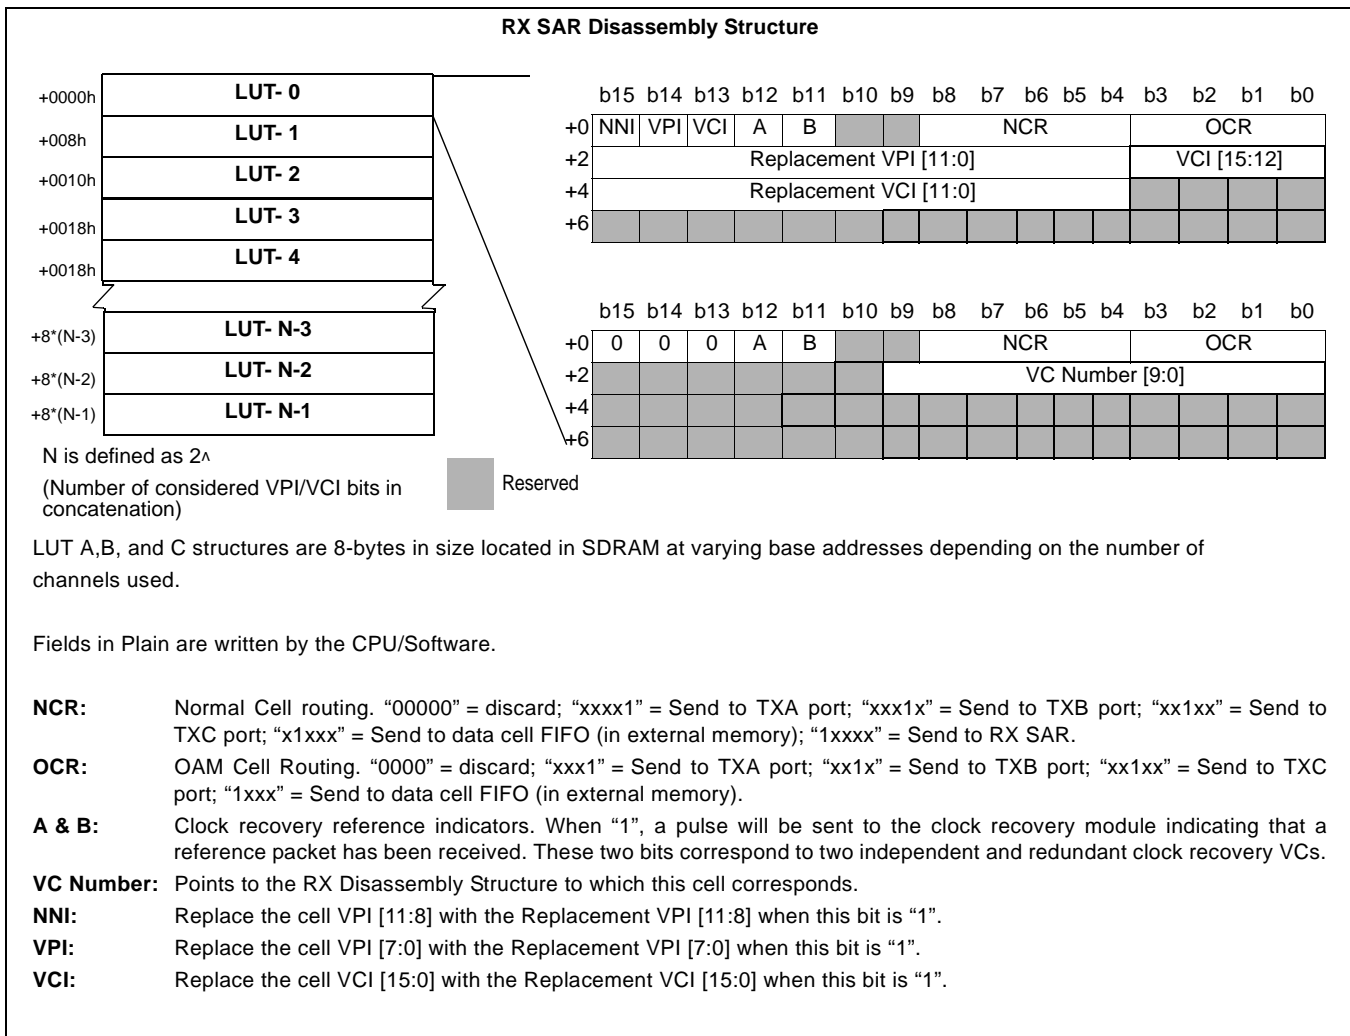 RX SAR Disassembly Structure
+0000h LUT- 0
+008h LUT- 1
+0010h LUT- 2
+0018h LUT- 3
+0018h LUT- 4
+8*(N-3) LUT- N-3
+8*(N-2) LUT- N-2
+8*(N-1) LUT- N-1
N is defined as 2^
(Number of considered VPI/VCI bits in
concatenation)
Reserved
b15 b14 b13 b12 b11 b10 b9 b8 b7 b6 b5 b4 b3 b2 b1 b0
+0 NNI VPI VCI A B NCR OCR
+2 Replacement VPI [11:0] VCI [15:12]
+4 Replacement VCI [11:0]
+6
b15 b14 b13 b12 b11 b10 b9 b8 b7 b6 b5 b4 b3 b2 b1 b0
+0 0 0 0 A B NCR OCR
+2 VC Number [9:0]
+4
+6
LUT A,B, and C structures are 8-bytes in size located in SDRAM at varying base addresses depending on the number of
channels used.
Fields in Plain are written by the CPU/Software.
NCR: Normal Cell routing. “00000” = discard; “xxxx1” = Send to TXA port; “xxx1x” = Send to TXB port; “xx1xx” = Send to
TXC port; “x1xxx” = Send to data cell FIFO (in external memory); “1xxxx” = Send to RX SAR.
OCR: OAM Cell Routing. “0000” = discard; “xxx1” = Send to TXA port; “xx1x” = Send to TXB port; “xx1xx” = Send to TXC
port; “1xxx” = Send to data cell FIFO (in external memory).
A & B: Clock recovery reference indicators. When “1”, a pulse will be sent to the clock recovery module indicating that a
reference packet has been received. These two bits correspond to two independent and redundant clock recovery VCs.
VC Number: Points to the RX Disassembly Structure to which this cell corresponds.
NNI: Replace the cell VPI [11:8] with the Replacement VPI [11:8] when this bit is “1”.
VPI: Replace the cell VPI [7:0] with the Replacement VPI [7:0] when this bit is “1”.
VCI: Replace the cell VCI [15:0] with the Replacement VCI [15:0] when this bit is “1”.